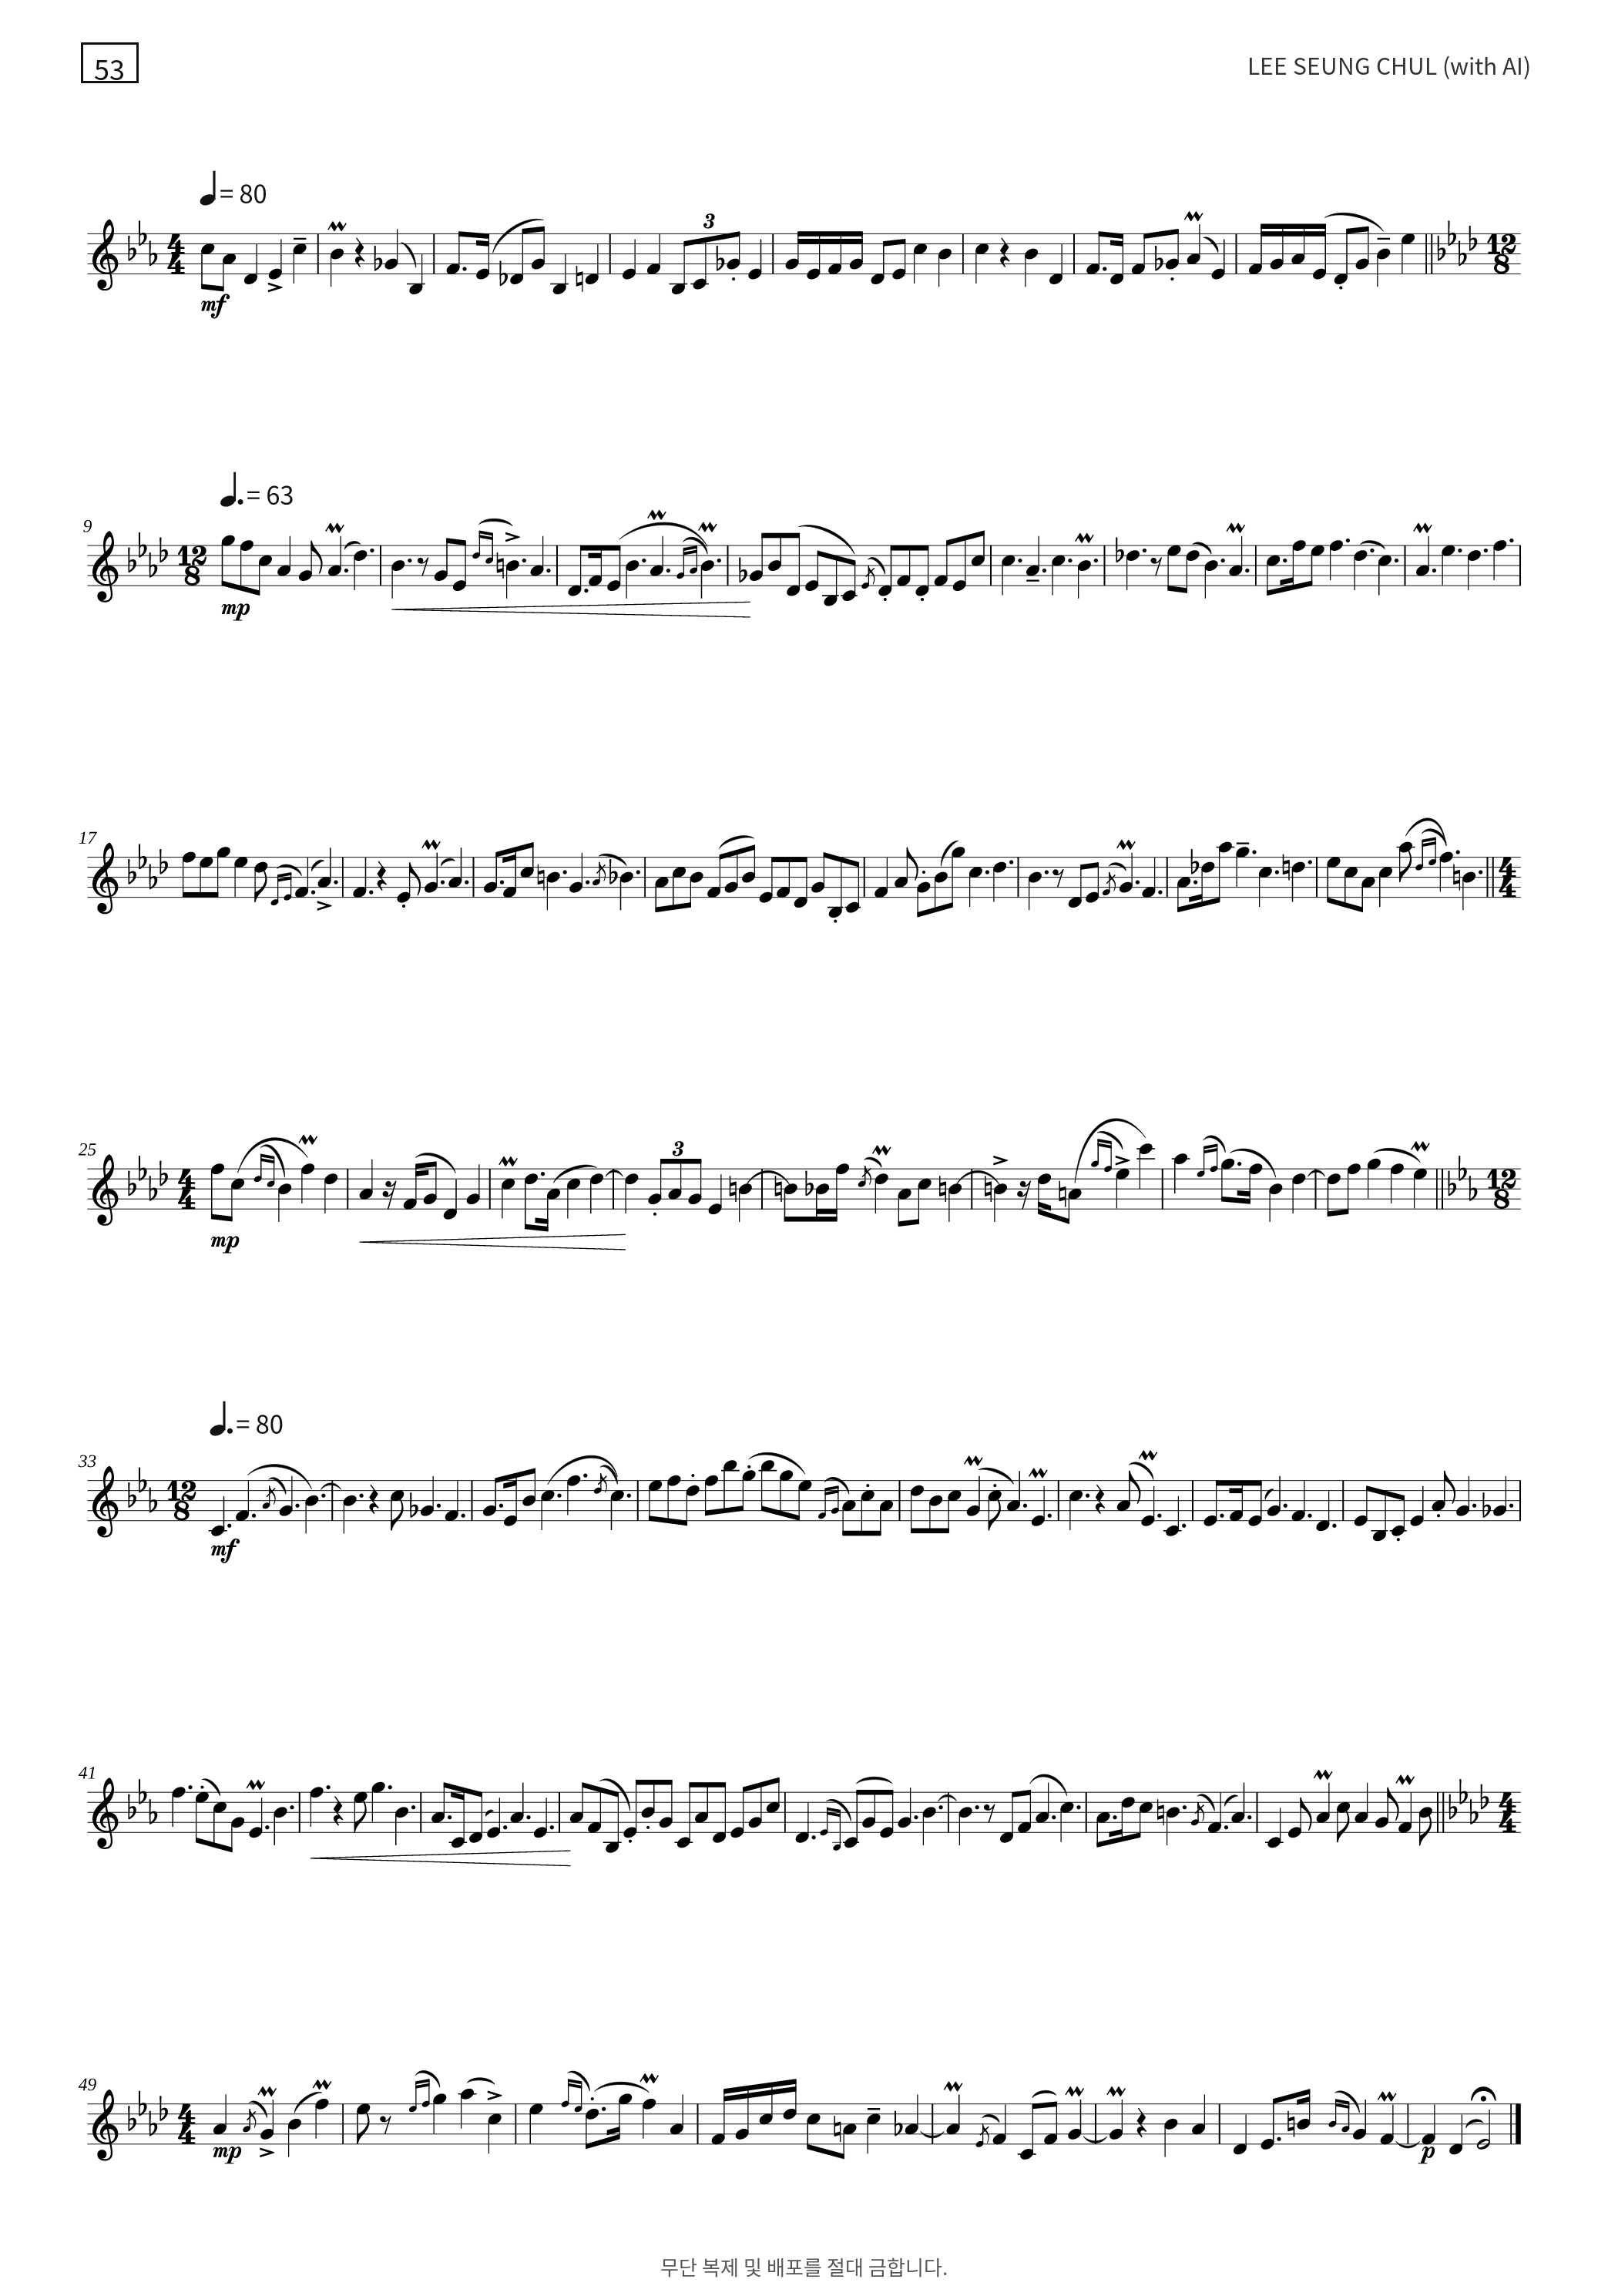 53
LEE SEUNG CHUL (with AI)
= 80
3
mf
9
= 63
mp
17
25
3
mp
33
= 80
mf
41
49
mp
p
무단 복제 및 배포를 절대 금합니다.